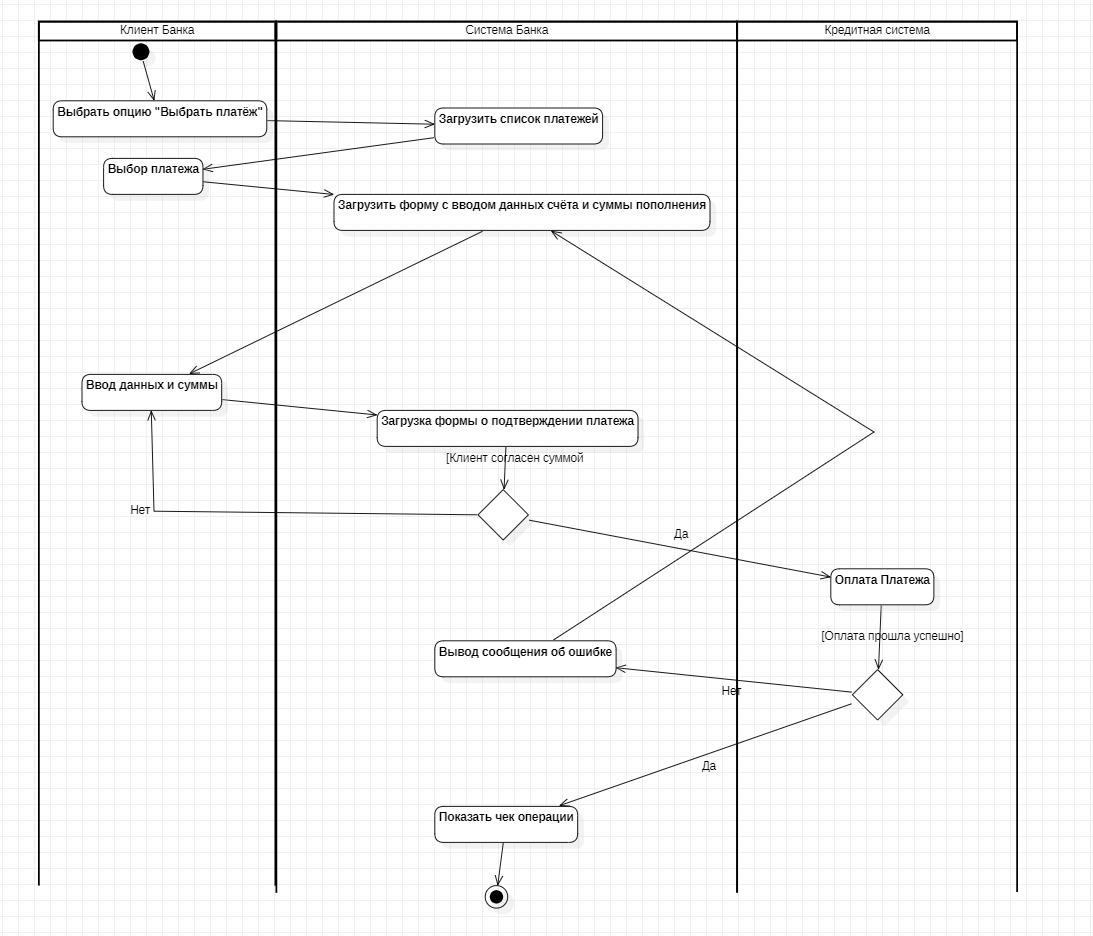 Клиент Банка
Система Банка
Кредитная система
Выбрать опцию "Выбрать платёж"
Загрузить список платежей
Выбор платежа
Загрузить форму с вводом данных счёта и суммы пополнения
Ввод данных и суммы
Загрузка формы о подтверждении платежа
[Клиент согласен суммой
Нет
Да
Оплата Платежа
[Оплата прошла успешно]
Вывод сообщения об ошибке
Нет
Да
Показать чек операции